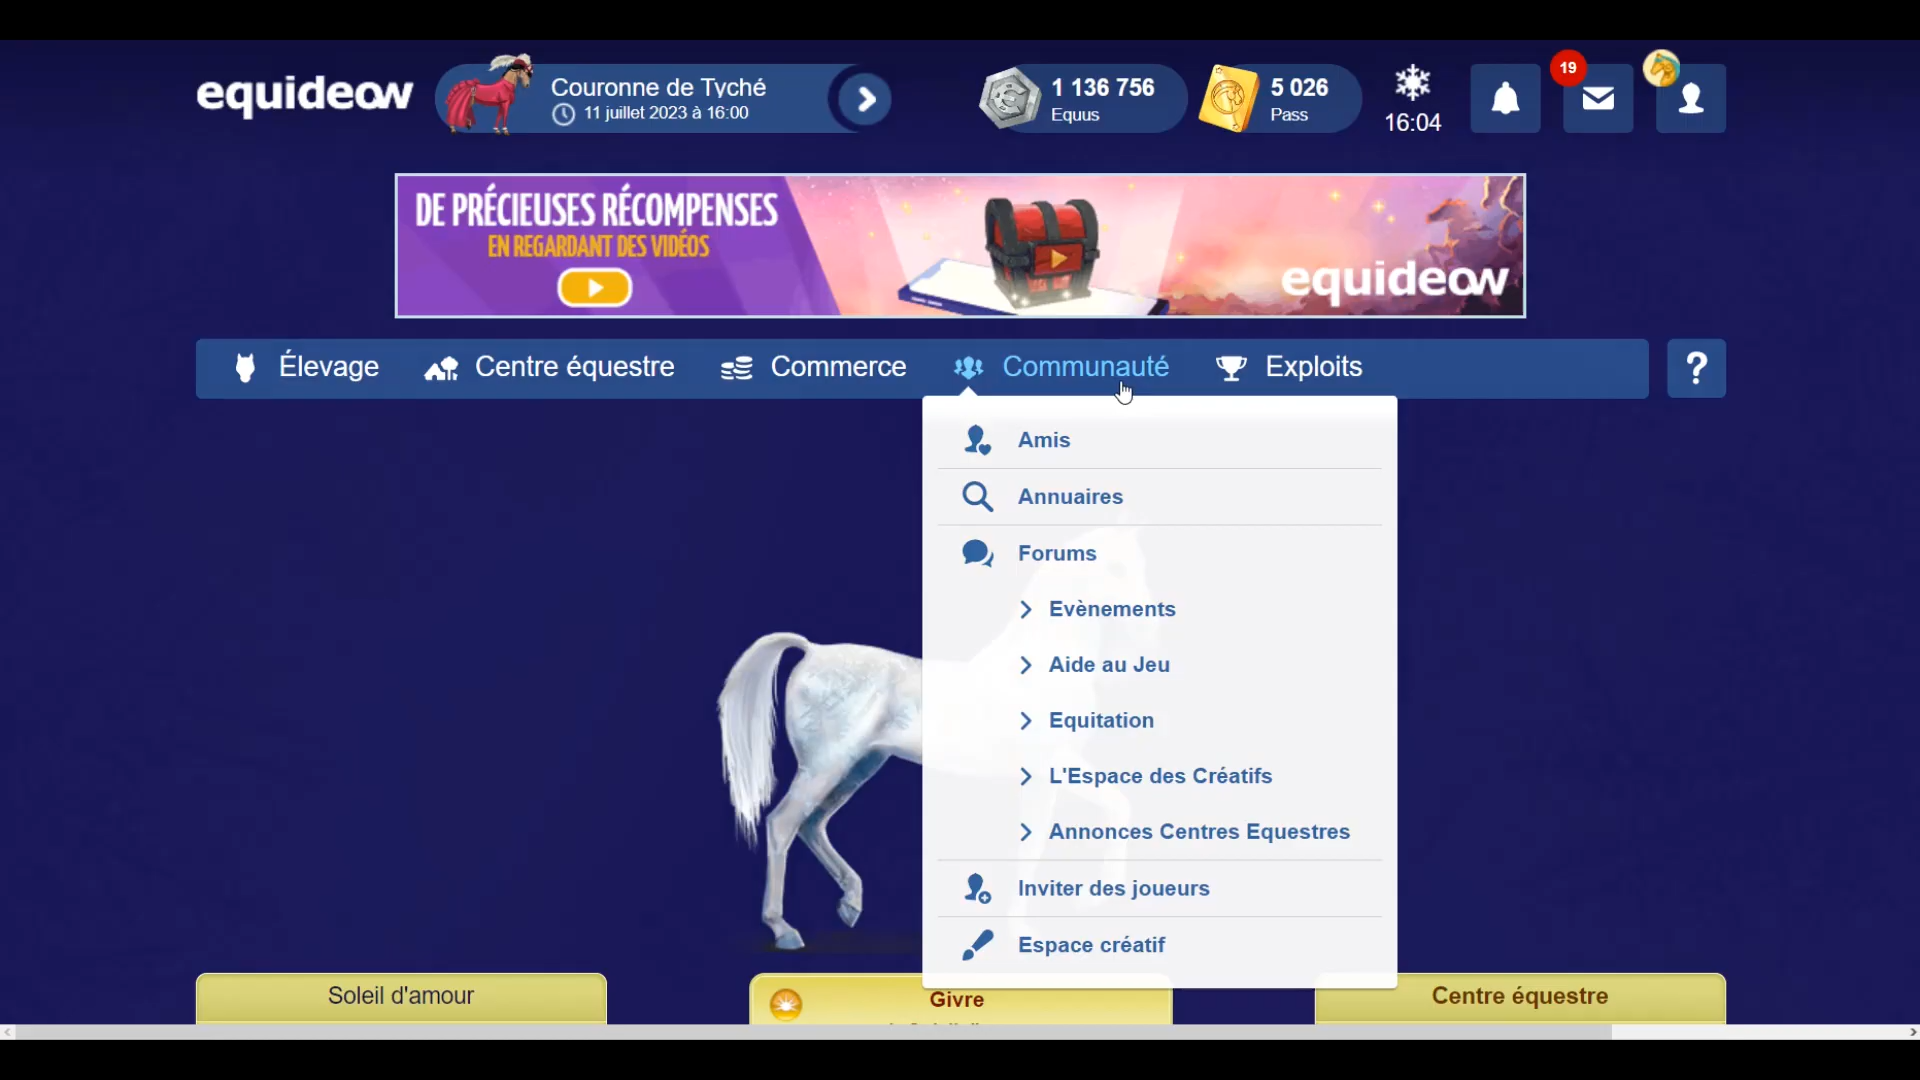 equideow
Couronne de Tyché
11 juillet 2023 à 16:00
1 136 756
Equus
5 026
Pass
16:04
19
DE PRÉCIEUSES RÉCOMPENSES
EN REGARDANT DES VIDÉOS
equideow
Élevage
Centre équestre
Commerce
Communauté
Exploits
?
Amis
Annuaires
Forums
Evènements
Aide au Jeu
Equitation
L'Espace des Créatifs
Annonces Centres Equestres
Inviter des joueurs
Espace créatif
Soleil d'amour
Givre
Centre équestre